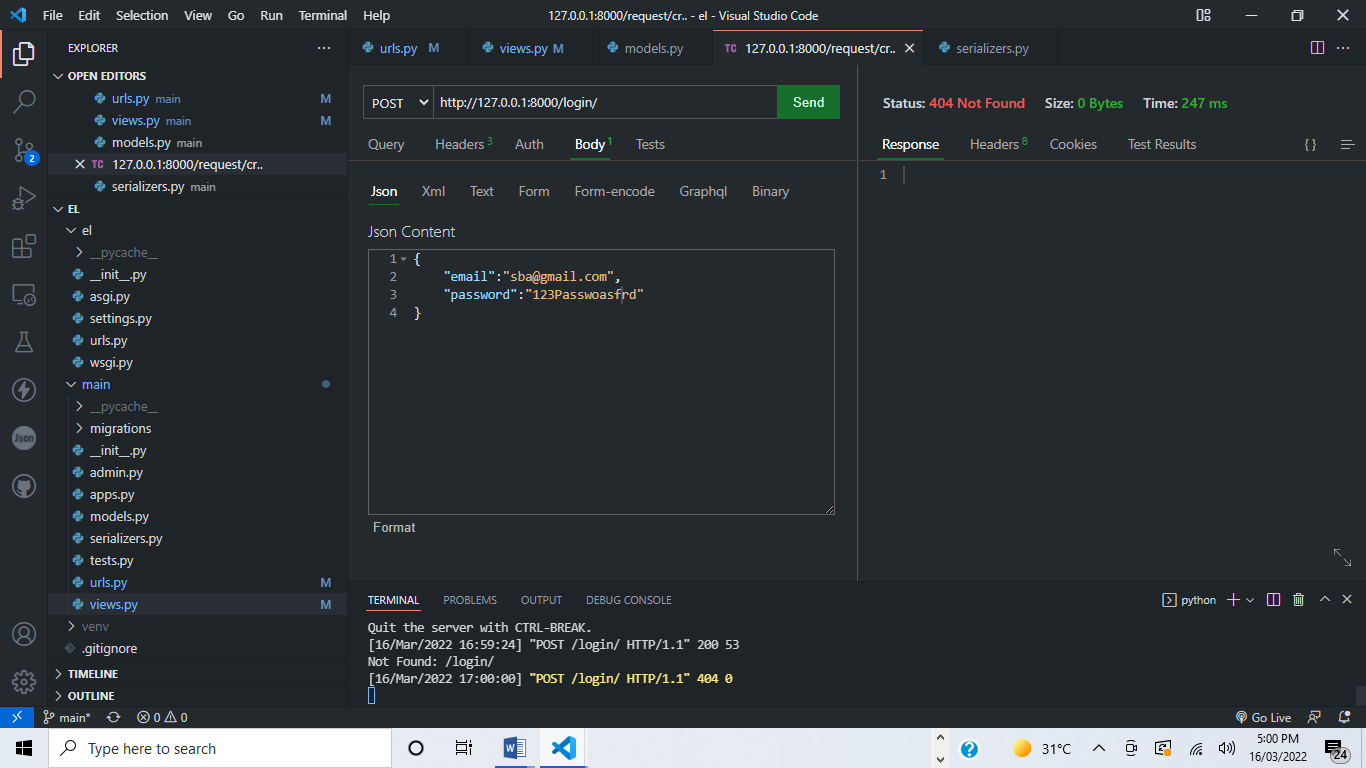 File Edit Selection View Go Run Terminal Help 127.0.0.1:8000/request/cr.. - el - Visual Studio Code
EXPLORER
OPEN EDITORS
urls.py main M
views.py main M
models.py main
TC 127.0.0.1:8000/request/cr..
serializers.py main
EL
el
__pycache__
__init__.py
asgi.py
settings.py
urls.py
wsgi.py
main
__pycache__
migrations
__init__.py
admin.py
apps.py
models.py
serializers.py
tests.py
urls.py M
views.py M
venv
.gitignore
TIMELINE
OUTLINE
2
Json
urls.py M views.py M models.py TC 127.0.0.1:8000/request/cr.. serializers.py
POST http://127.0.0.1:8000/login/ Send
Query Headers 3 Auth Body 1 Tests
Json Xml Text Form Form-encode Graphql Binary
Json Content
1 {
2 "email":"sba@gmail.com",
3 "password":"123Passwoasfrd"
4 }
Format
Status: 404 Not Found Size: 0 Bytes Time: 247 ms
Response Headers 8 Cookies Test Results { }
1
TERMINAL PROBLEMS OUTPUT DEBUG CONSOLE python
Quit the server with CTRL-BREAK.
[16/Mar/2022 16:59:24] "POST /login/ HTTP/1.1" 200 53
Not Found: /login/
[16/Mar/2022 17:00:00] "POST /login/ HTTP/1.1" 404 0
main* 0 0 Go Live
Type here to search
W
31°C
5:00 PM
16/03/2022
24